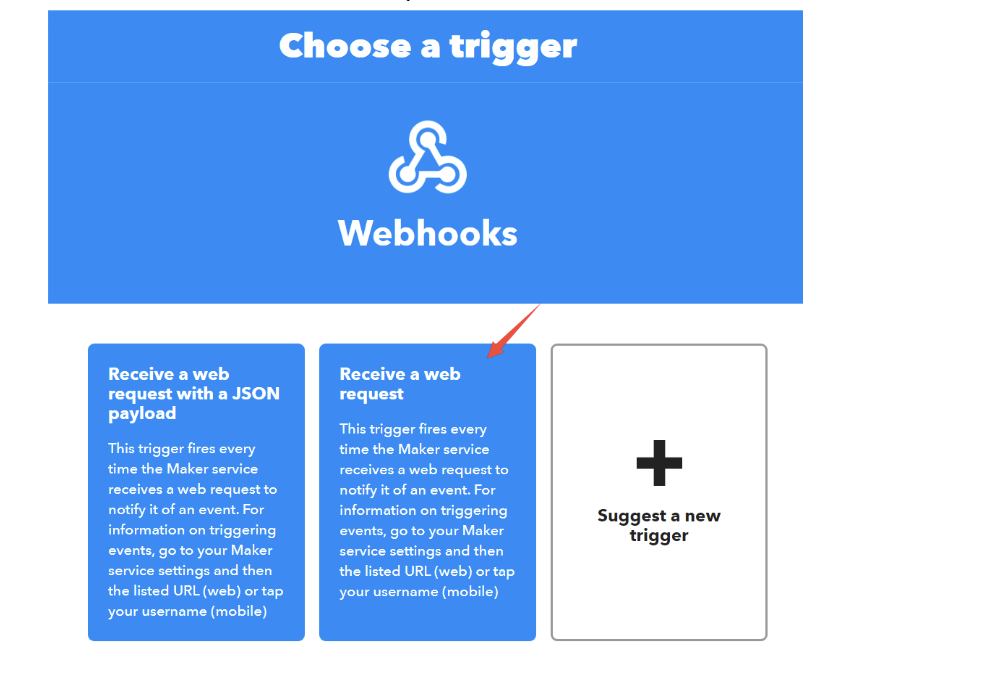 Choose a trigger
Webhooks
Receive a web
request with a JSON
payload
This trigger fires every
time the Maker service
receives a web request to
notify it of an event. For
information on triggering
events, go to your Maker
service settings and then
the listed URL (web) or tap
your username (mobile)
Receive a web
request
This trigger fires every
time the Maker service
receives a web request to
notify it of an event. For
information on triggering
events, go to your Maker
service settings and then
the listed URL (web) or tap
your username (mobile)
Suggest a new
trigger